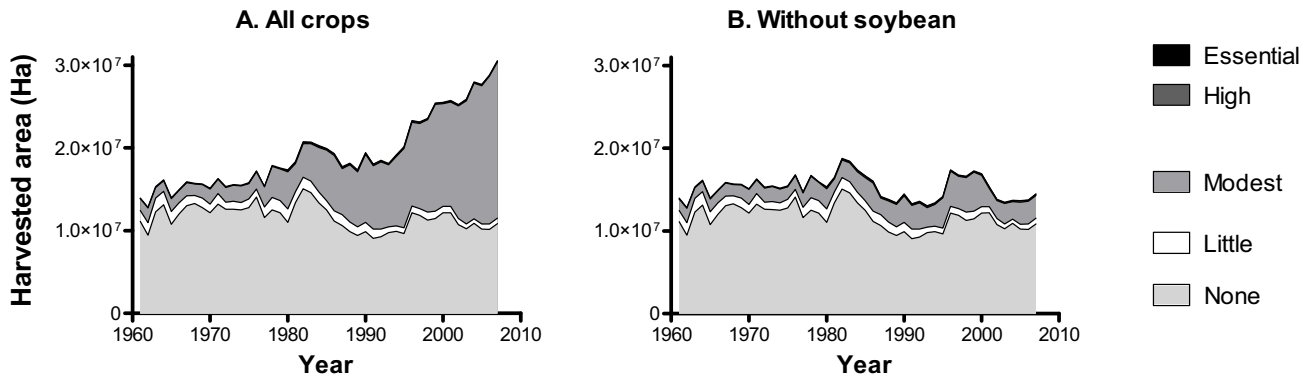 A. All crops
B. Without soybean
Harvested area (Ha)
3.0×10⁷
2.0×10⁷
1.0×10⁷
0
1960 1970 1980 1990 2000 2010
Year
3.0×10⁷
2.0×10⁷
1.0×10⁷
0
1960 1970 1980 1990 2000 2010
Year
Essential
High
Modest
Little
None